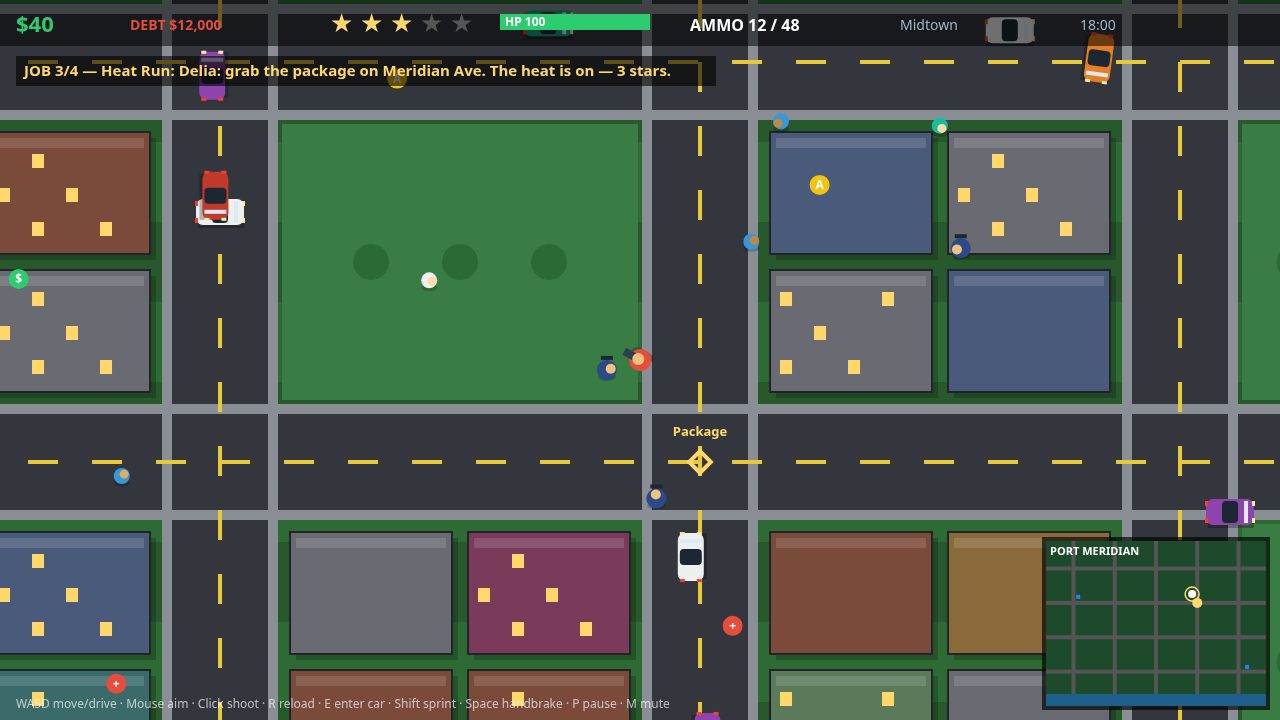 $40
DEBT $12,000
HP 100
AMMO 12 / 48
Midtown
18:00
JOB 3/4 — Heat Run: Delia: grab the package on Meridian Ave. The heat is on — 3 stars.
A
A
$
Package
PORT MERIDIAN
+
+
WASD move/drive · Mouse aim · Click shoot · R reload · E enter car · Shift sprint · Space handbrake · P pause · M mute